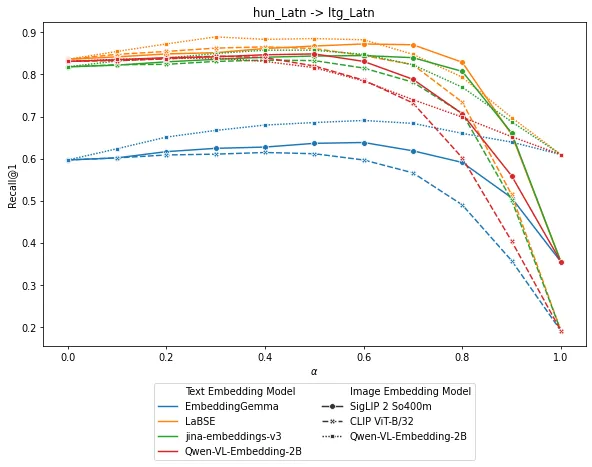 hun_Latn -> ltg_Latn
Recall@1
0.9
0.8
0.7
0.6
0.5
0.4
0.3
0.2
0.0 0.2 0.4 0.6 0.8 1.0
α
Text Embedding Model Image Embedding Model
EmbeddingGemma SigLIP 2 So400m
LaBSE CLIP ViT-B/32
jina-embeddings-v3 Qwen-VL-Embedding-2B
Qwen-VL-Embedding-2B